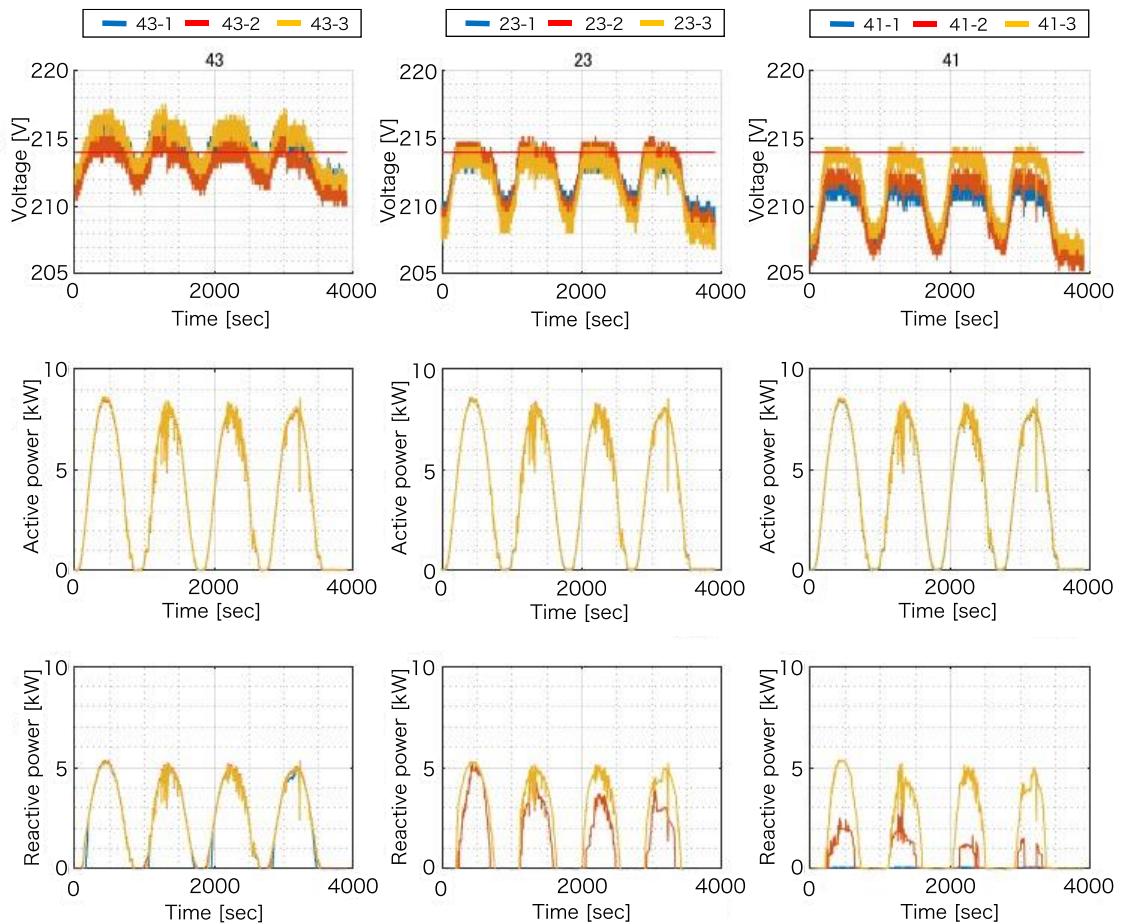 43-1 43-2 43-3
23-1 23-2 23-3
41-1 41-2 41-3
43
23
41
Voltage [V]
220
215
210
205
0 2000 4000
Time [sec]
Voltage [V]
220
215
210
205
0 2000 4000
Time [sec]
Voltage [V]
220
215
210
205
0 2000 4000
Time [sec]
Active power [kW]
10
5
0
0 2000 4000
Time [sec]
Active power [kW]
10
5
0
0 2000 4000
Time [sec]
Active power [kW]
10
5
0
0 2000 4000
Time [sec]
Reactive power [kW]
10
5
0
0 2000 4000
Time [sec]
Reactive power [kW]
10
5
0
0 2000 4000
Time [sec]
Reactive power [kW]
10
5
0
0 2000 4000
Time [sec]